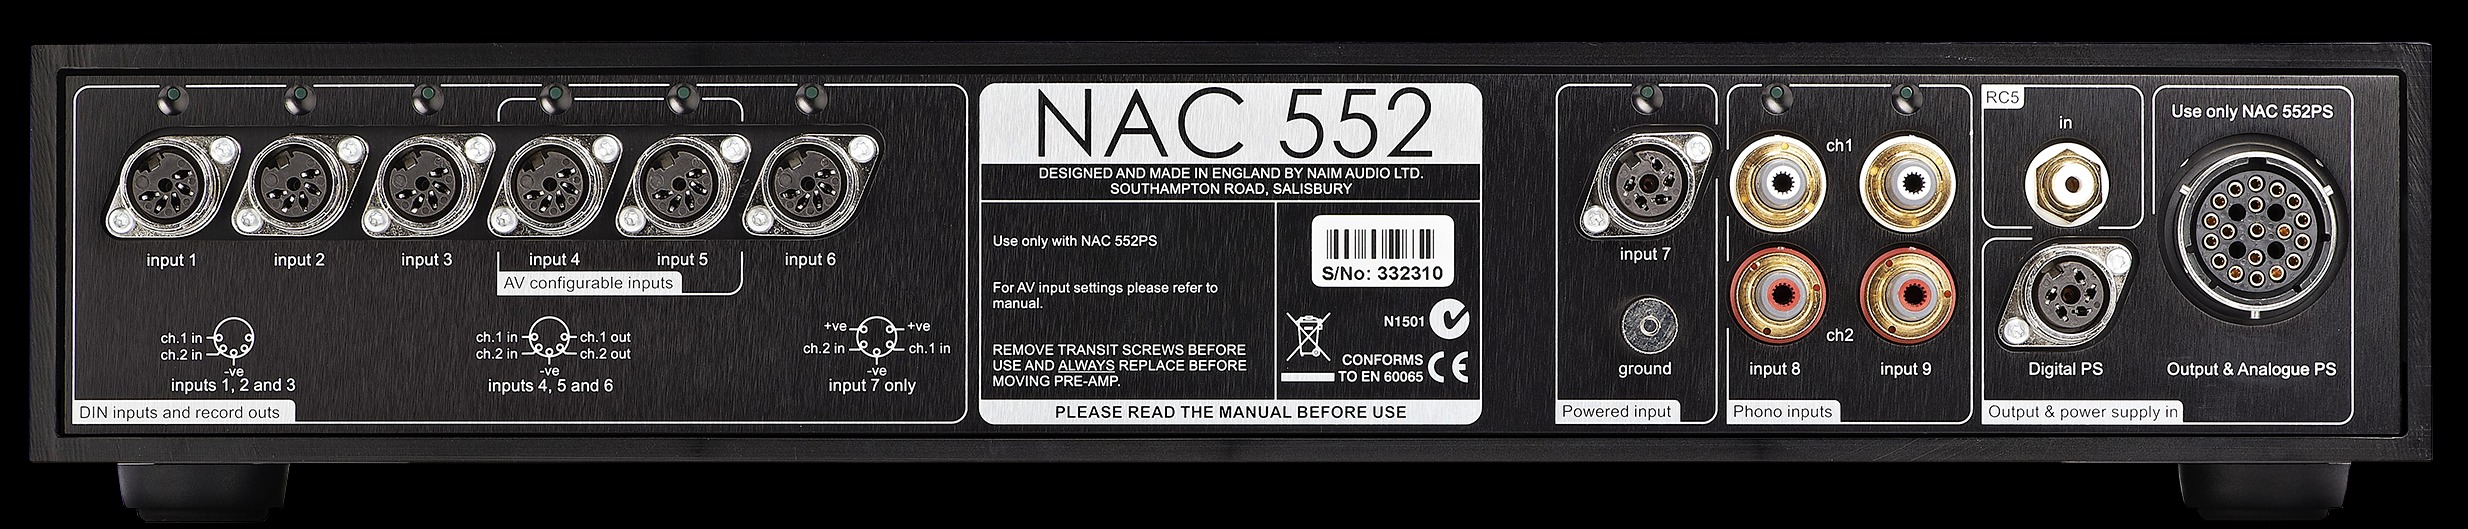 input 1
input 2
input 3
input 4
input 5
input 6
AV configurable inputs
ch.1 in
ch.2 in
-ve
inputs 1, 2 and 3
ch.1 in
ch.2 in
ch.1 out
ch.2 out
-ve
inputs 4, 5 and 6
+ve
+ve
ch.2 in
ch.1 in
-ve
input 7 only
DIN inputs and record outs
NAC 552
DESIGNED AND MADE IN ENGLAND BY NAIM AUDIO LTD.
SOUTHAMPTON ROAD, SALISBURY
Use only with NAC 552PS
For AV input settings please refer to
manual.
REMOVE TRANSIT SCREWS BEFORE
USE AND ALWAYS REPLACE BEFORE
MOVING PRE-AMP.
S/No: 332310
N1501
CONFORMS
TO EN 60065
CE
PLEASE READ THE MANUAL BEFORE USE
input 7
ground
Powered input
ch1
ch2
input 8
input 9
Phono inputs
RC5
in
Digital PS
Use only NAC 552PS
Output & Analogue PS
Output & power supply in